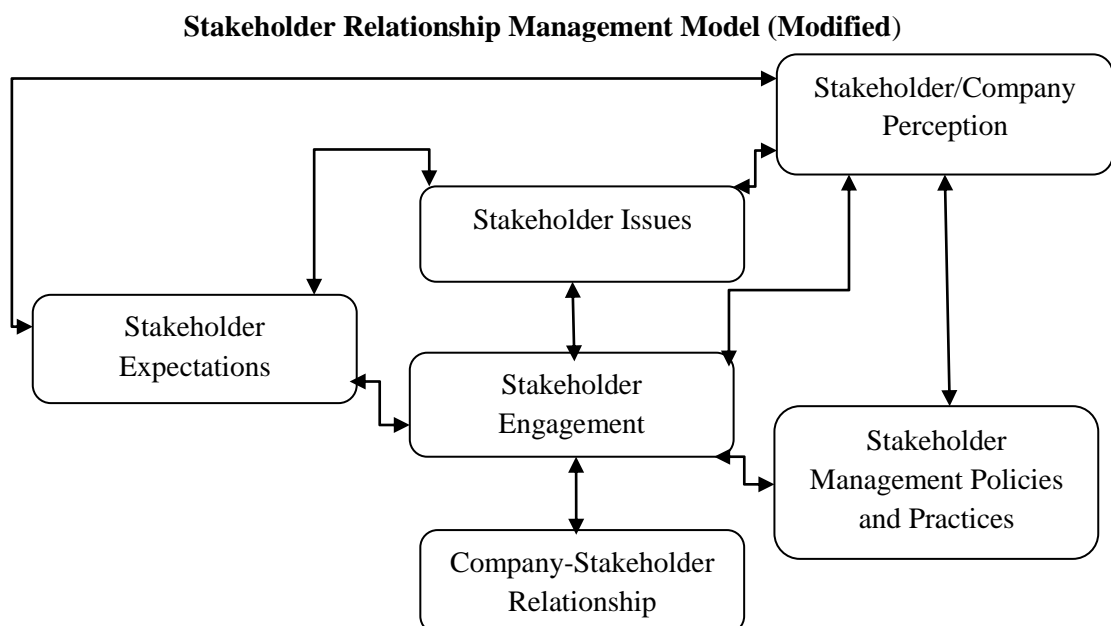 Stakeholder Relationship Management Model (Modified)
Stakeholder/Company
Perception
Stakeholder Issues
Stakeholder
Expectations
Stakeholder
Engagement
Stakeholder
Management Policies
and Practices
Company-Stakeholder
Relationship